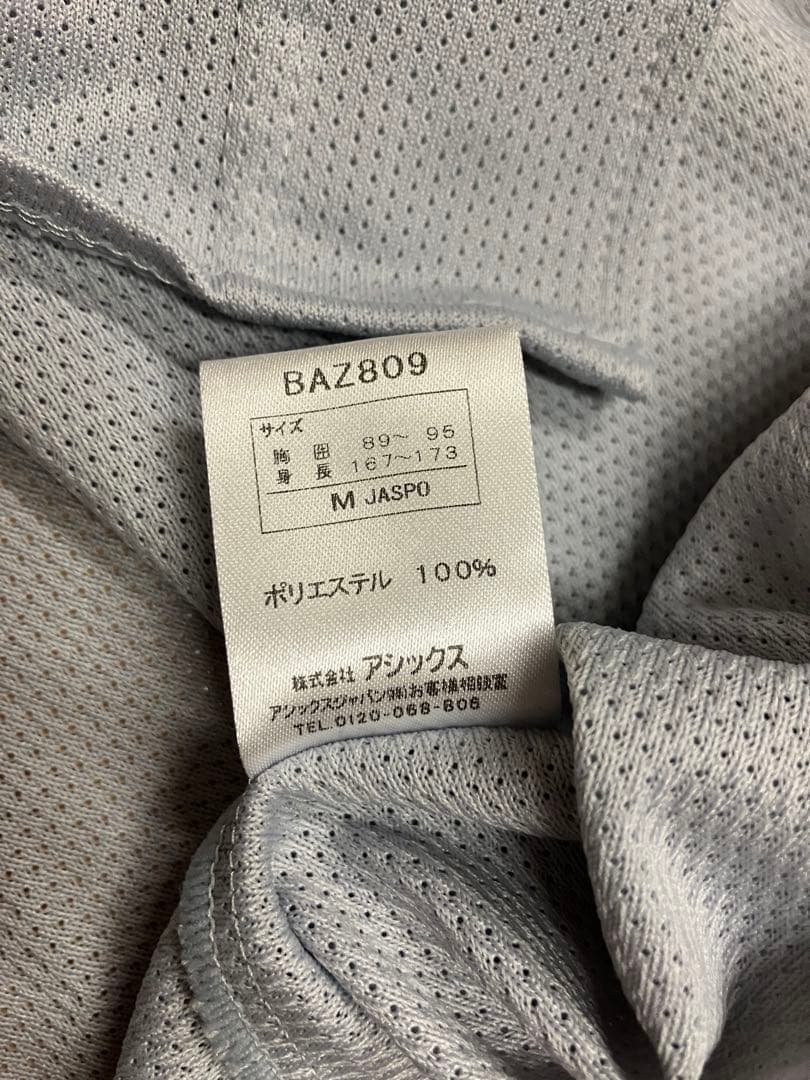 BAZ809
サイズ
胸 囲 89～ 95
身 長 167～173
M JASPO
ポリエステル 100%
株式会社 アシックス
アシックスジャパン㈱お客様相談室
TEL.0120-068-806